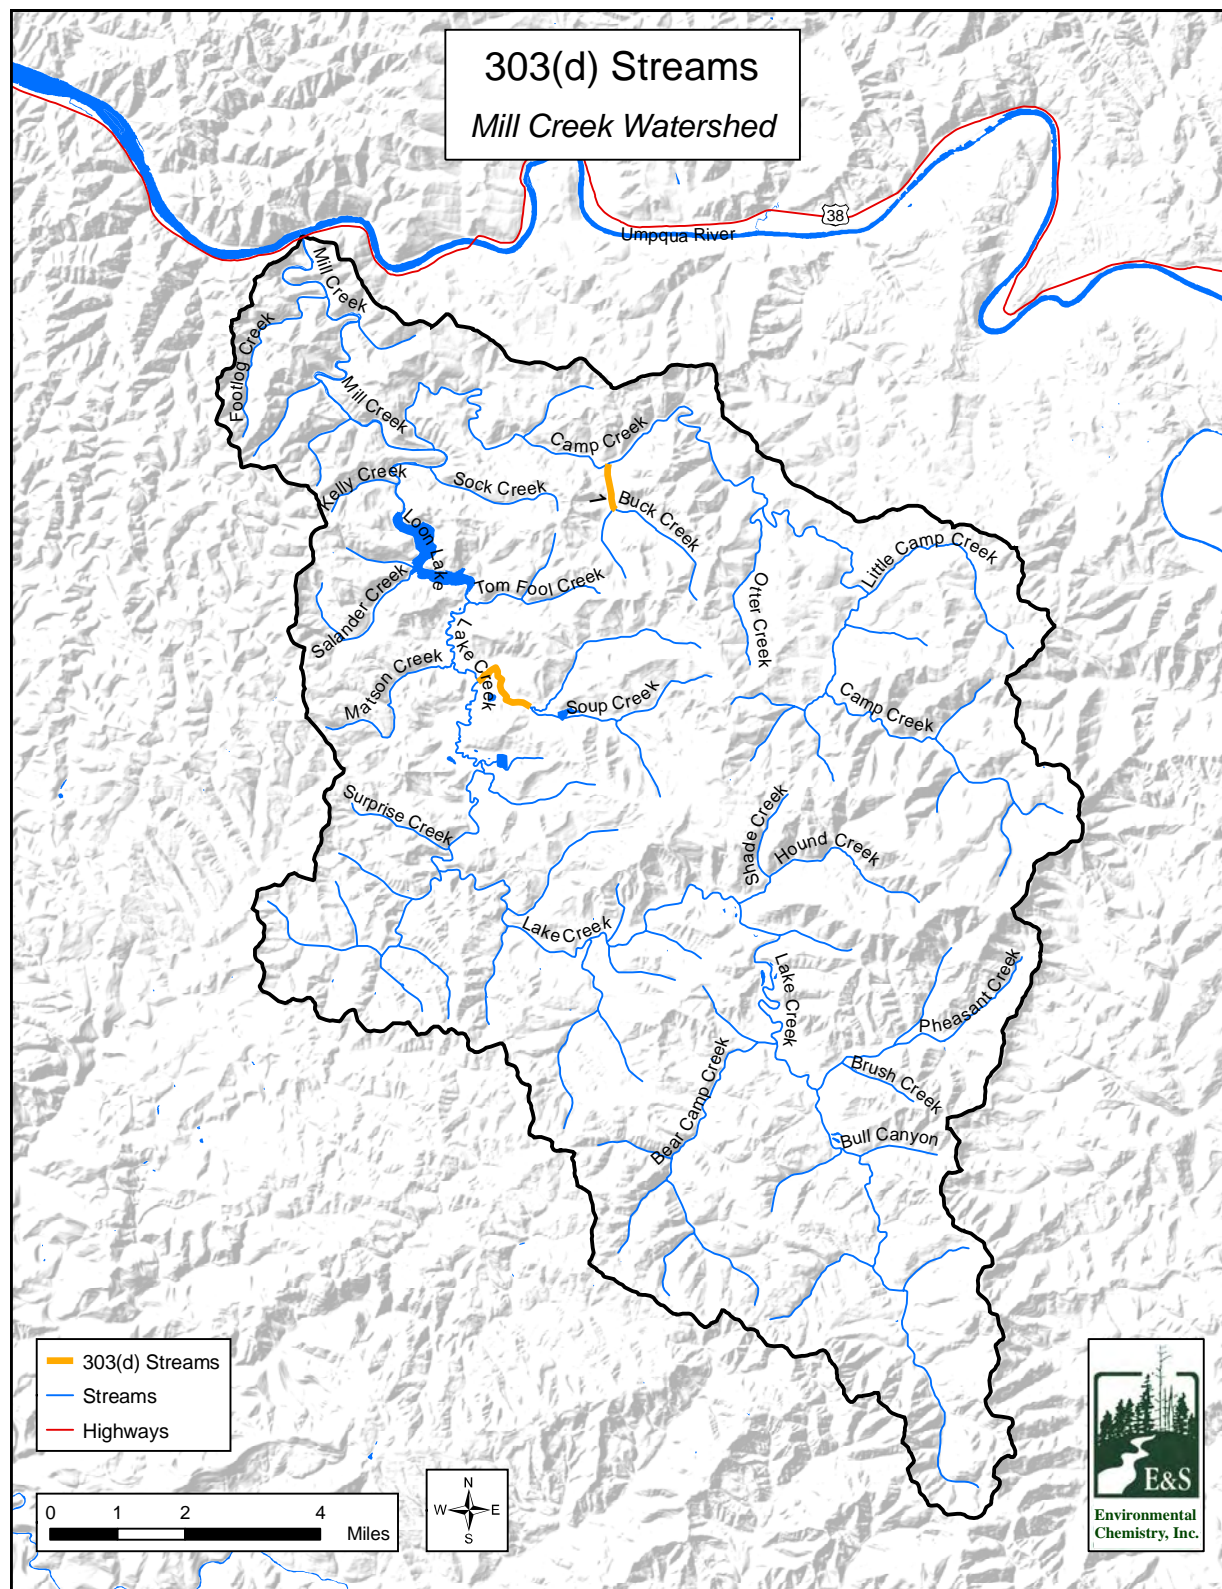 303(d) Streams
Mill Creek Watershed
38
Umpqua River
Mill Creek
Footlog Creek
Mill Creek
Camp Creek
Kelly Creek
Sock Creek
1
Buck Creek
Loon Lake
Little Camp Creek
Tom Fool Creek
Otter Creek
Salander Creek
Lake Creek
Matson Creek
Soup Creek
Camp Creek
Surprise Creek
Shade Creek
Hound Creek
Lake Creek
Lake Creek
Pheasant Creek
Bear Camp Creek
Brush Creek
Bull Canyon
303(d) Streams
Streams
Highways
0 1 2 4
Miles
N
W E
S
E&S
Environmental
Chemistry, Inc.